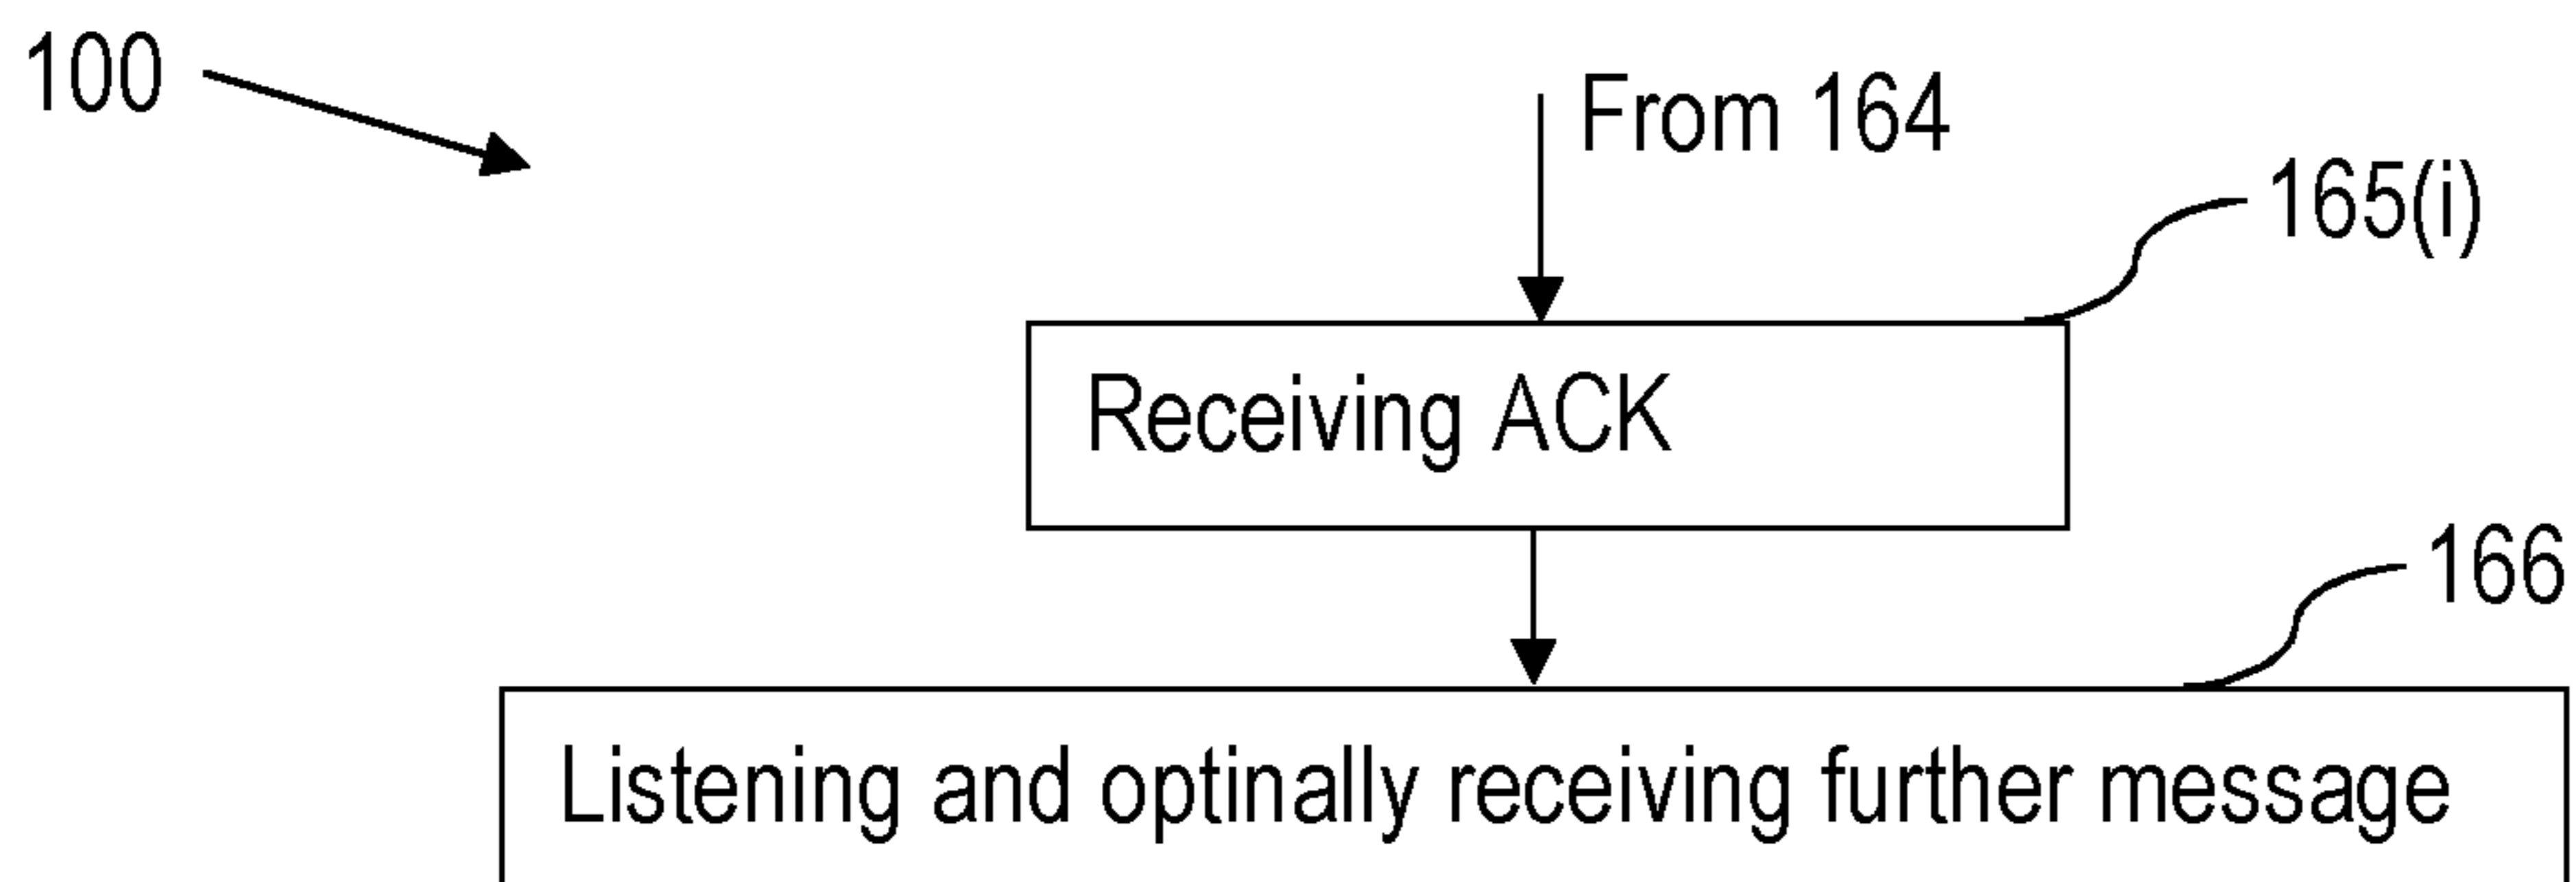 100
From 164
165(i)
Receiving ACK
166
Listening and optinally receiving further message